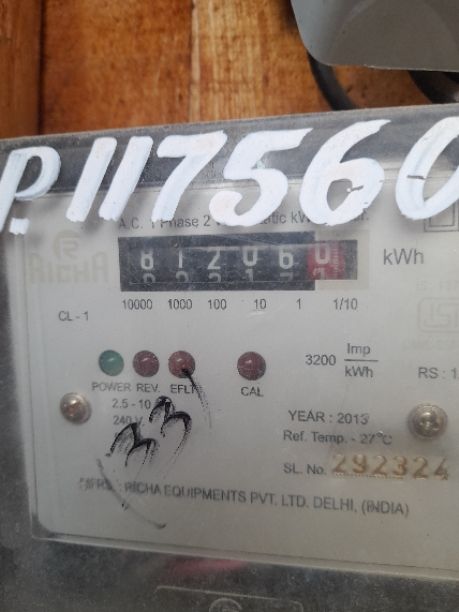 P.117560
A.C. 1 Phase 2
RICHA
812060
kWh
10000 1000 100 10 1 1/10
CL - 1
3200 Imp/kWh
POWER REV. EFLT CAL
RS : 1
2.5 - 10
240 V
33
YEAR : 2013
Ref. Temp. - 27°C
SL. No. 292324
RICHA EQUIPMENTS PVT. LTD. DELHI, (INDIA)